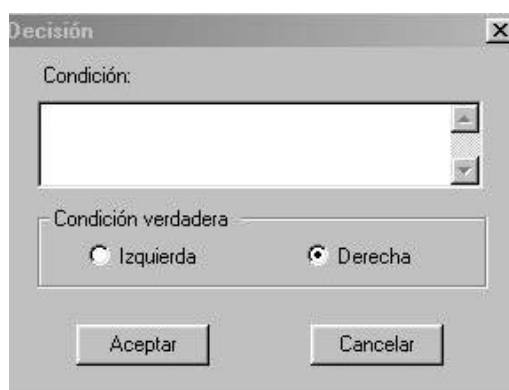 Decisión
Condición:
Condición verdadera
Izquierda Derecha
Aceptar Cancelar